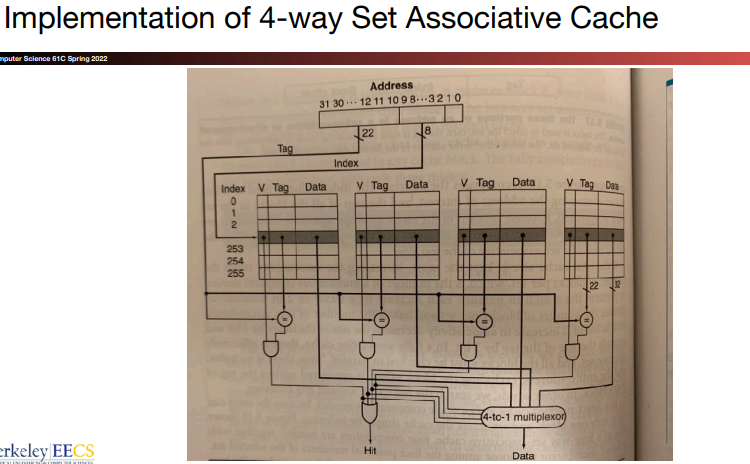 Implementation of 4-way Set Associative Cache
mputer Science 61C Spring 2022
Address
31 30 ··· 12 11 10 9 8 ··· 3 2 1 0
22
8
Tag
Index
Index V Tag Data V Tag Data V Tag Data V Tag Data
0
1
2
253
254
255
22 32
= = = =
4-to-1 multiplexor
Hit
Data
erkeley EECS